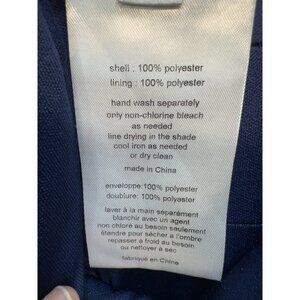 shell : 100% polyester
lining : 100% polyester
hand wash separately
only non-chlorine bleach
as needed
line drying in the shade
cool iron as needed
or dry clean
made in China
enveloppe:100% polyester
doublure: 100% polyester
laver à la main séparément
blanchir avec un agent
non chloré au besoin seulement
étendre pour sécher a l'ombre
repasser à froid au besoin
ou nettoyer à sec
fabriqué en Chine